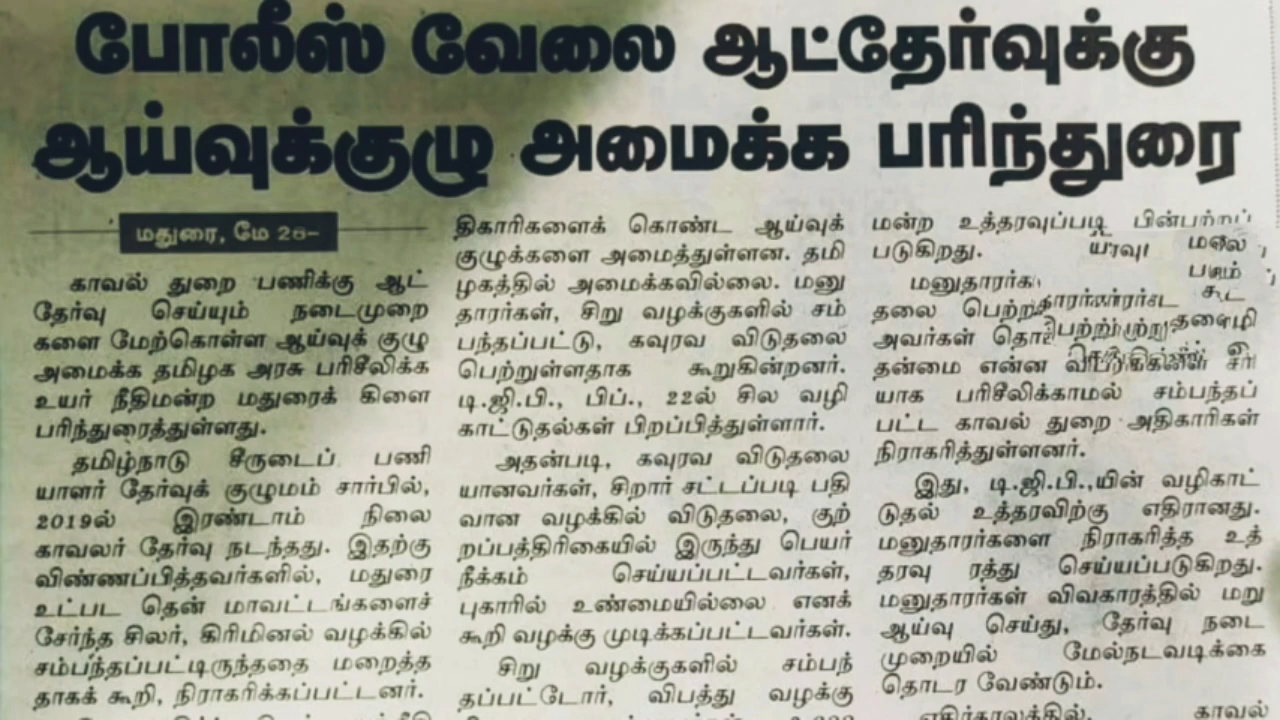 போலீஸ் வேலை ஆட்தேர்வுக்கு
ஆய்வுக்குழு அமைக்க பரிந்துரை
மதுரை, மே 26-
காவல் துறை பணிக்கு ஆட்
தேர்வு செய்யும் நடைமுறை
களை மேற்கொள்ள ஆய்வுக் குழு
அமைக்க தமிழக அரசு பரிசீலிக்க
உயர் நீதிமன்ற மதுரைக் கிளை
பரிந்துரைத்துள்ளது.
தமிழ்நாடு சீருடைப் பணி
யாளர் தேர்வுக் குழுமம் சார்பில்,
2019ல் இரண்டாம் நிலை
காவலர் தேர்வு நடந்தது. இதற்கு
விண்ணப்பித்தவர்களில், மதுரை
உட்பட தென் மாவட்டங்களைச்
சேர்ந்த சிலர், கிரிமினல் வழக்கில்
சம்பந்தப்பட்டிருந்ததை மறைத்த
தாகக் கூறி, நிராகரிக்கப்பட்டனர்.
திகாரிகளைக் கொண்ட ஆய்வுக்
குழுக்களை அமைத்துள்ளன. தமி
ழகத்தில் அமைக்கவில்லை. மனு
தாரர்கள், சிறு வழக்குகளில் சம்
பந்தப்பட்டு, கவுரவ விடுதலை
பெற்றுள்ளதாக கூறுகின்றனர்.
டி.ஜி.பி., பிப்., 22ல் சில வழி
காட்டுதல்கள் பிறப்பித்துள்ளார்.
அதன்படி, கவுரவ விடுதலை
யானவர்கள், சிறார் சட்டப்படி பதி
வான வழக்கில் விடுதலை, குற்
றப்பத்திரிகையில் இருந்து பெயர்
நீக்கம் செய்யப்பட்டவர்கள்,
புகாரில் உண்மையில்லை எனக்
கூறி வழக்கு முடிக்கப்பட்டவர்கள்.
சிறு வழக்குகளில் சம்பந்
தப்பட்டோர், விபத்து வழக்கு
மன்ற உத்தரவுப்படி பின்பற்றப்
படுகிறது.
தலை
அவர்கள்
தன்மை என்ன
யாக பரிசீலிக்காமல் சம்பந்தப்
பட்ட காவல் துறை அதிகாரிகள்
நிராகரித்துள்ளனர்.
இது, டி.ஜி.பி.,யின் வழிகாட்
டுதல் உத்தரவிற்கு எதிரானது.
மனுதாரர்களை நிராகரித்த உத்
தரவு ரத்து செய்யப்படுகிறது.
மனுதாரர்கள் விவகாரத்தில் மறு
ஆய்வு செய்து, தேர்வு நடை
முறையில் மேல்நடவடிக்கை
தொடர வேண்டும்.
எதிர்காலத்தில், காவல்